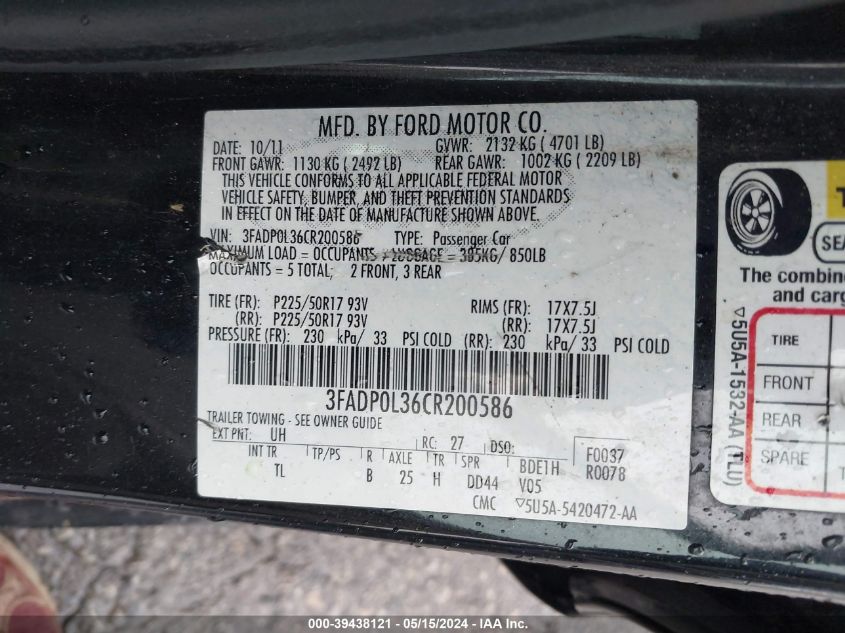 MFD. BY FORD MOTOR CO.
DATE: 10/11 GVWR: 2132 KG ( 4701 LB)
FRONT GAWR: 1130 KG ( 2492 LB) REAR GAWR: 1002 KG ( 2209 LB)
THIS VEHICLE CONFORMS TO ALL APPLICABLE FEDERAL MOTOR
VEHICLE SAFETY, BUMPER, AND THEFT PREVENTION STANDARDS
IN EFFECT ON THE DATE OF MANUFACTURE SHOWN ABOVE.
VIN: 3FADP0L36CR200586 TYPE: Passenger Car
MAXIMUM LOAD = OCCUPANTS + LUGGAGE = 385KG/ 850LB
OCCUPANTS = 5 TOTAL; 2 FRONT, 3 REAR
TIRE (FR): P225/50R17 93V RIMS (FR): 17X7.5J
(RR): P225/50R17 93V (RR): 17X7.5J
PRESSURE (FR): 230 kPa/ 33 PSI COLD (RR): 230 kPa/ 33 PSI COLD
3FADP0L36CR200586
TRAILER TOWING - SEE OWNER GUIDE
EXT PNT: UH RC: 27 DSO: F0037
INT TR TP/PS R AXLE TR SPR BDE1H R0078
TL B 25 H DD44 V05
CMC ▽5U5A-5420472-AA
T
SEA
The combin
and carg
TIRE
FRONT
REAR
SPARE T
▽5U5A-1532-AA (TLU)
000-39438121 - 05/15/2024 - IAA Inc.